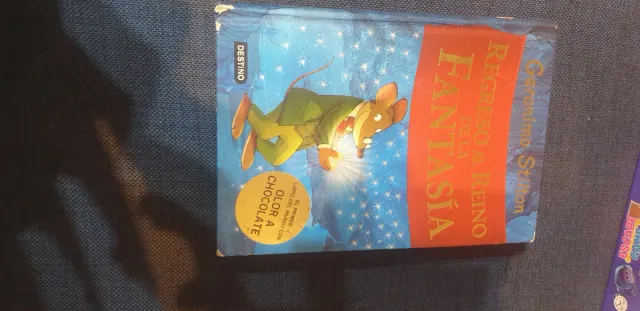 Geronimo Stilton
REGRESO AL REINO
DE LA
FANTASÍA
EL PRIMER
LIBRO DEL MUNDO CON
OLOR A
CHOCOLATE
DESTINO